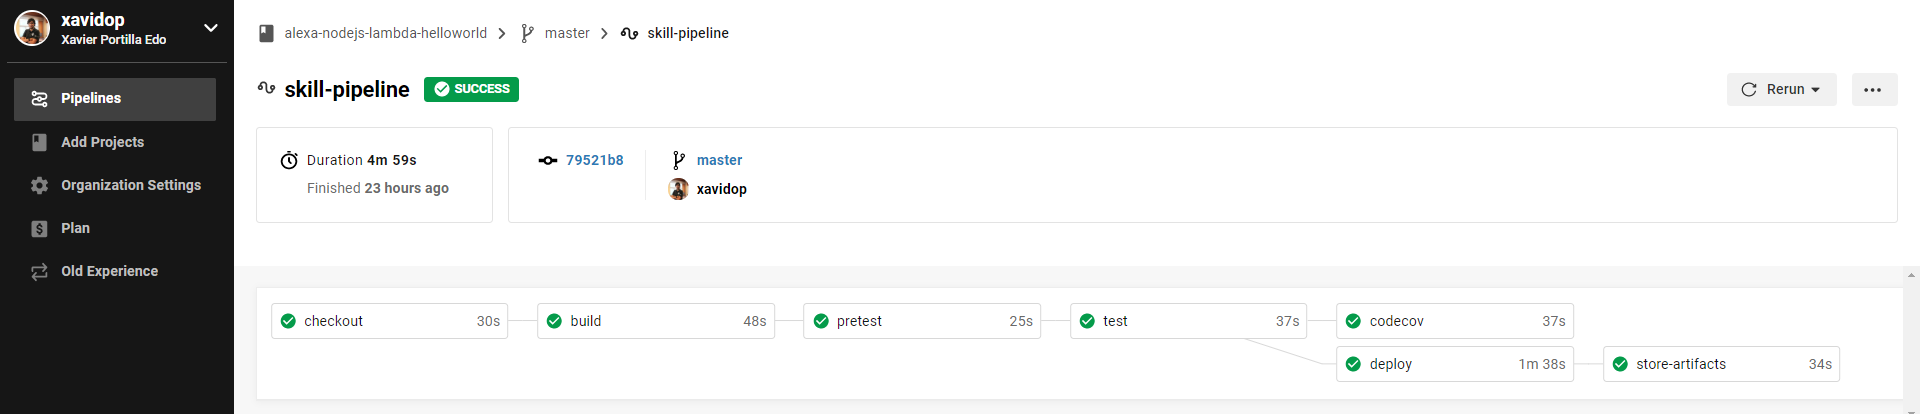 xavidop
Xavier Portilla Edo
Pipelines
Add Projects
Organization Settings
Plan
Old Experience
alexa-nodejs-lambda-helloworld master skill-pipeline
skill-pipeline SUCCESS
Rerun
Duration 4m 59s
Finished 23 hours ago
79521b8
master
xavidop
checkout 30s
build 48s
pretest 25s
test 37s
codecov 37s
deploy 1m 38s
store-artifacts 34s